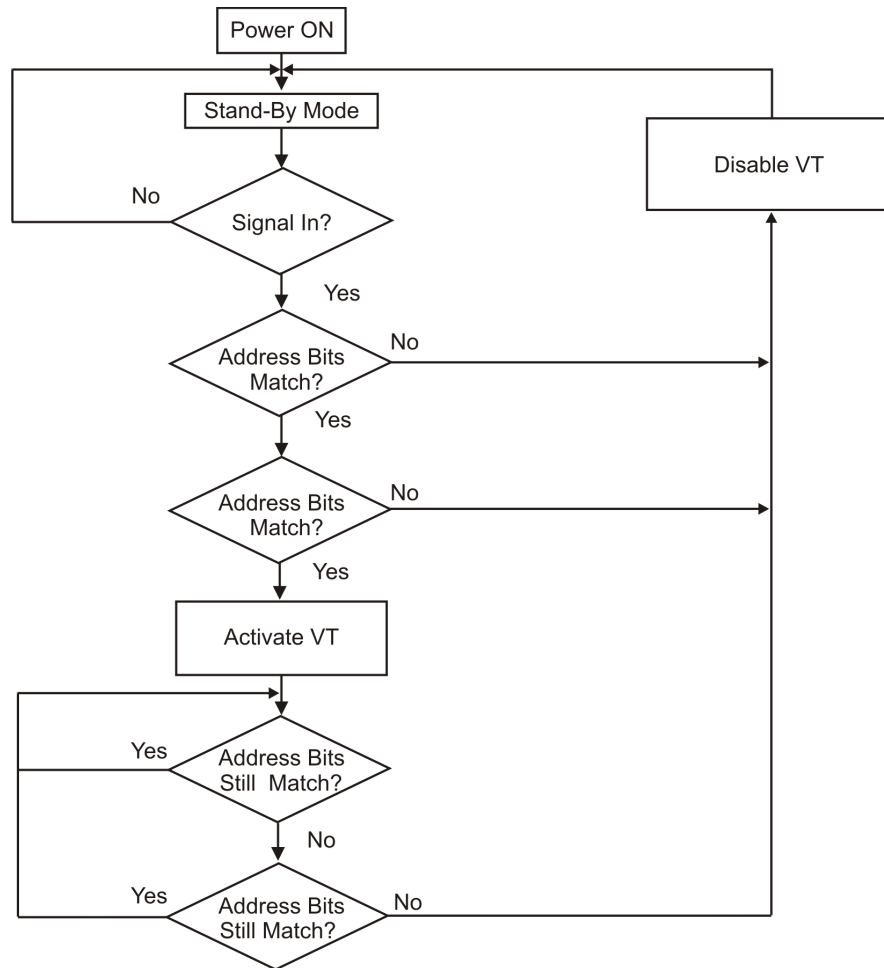 Power ON
Stand-By Mode
Disable VT
No
Signal In?
Yes
Address Bits
Match?
No
Yes
Address Bits
Match?
No
Yes
Activate VT
Yes
Address Bits
Still Match?
No
Yes
Address Bits
Still Match?
No